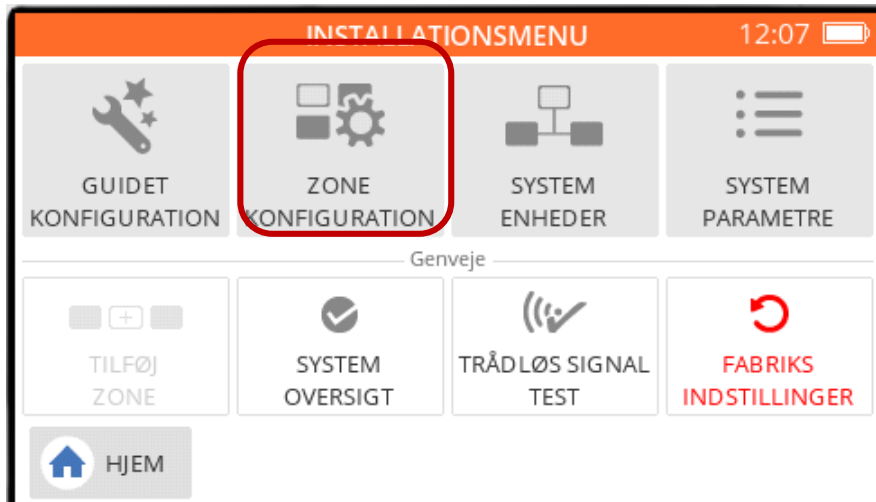 INSTALLATIONSMENU 12:07
GUIDET
KONFIGURATION
ZONE
KONFIGURATION
SYSTEM
ENHEDER
SYSTEM
PARAMETRE
Genveje
TILFØJ
ZONE
SYSTEM
OVERSIGT
TRÅDLØS SIGNAL
TEST
FABRIKS
INDSTILLINGER
HJEM